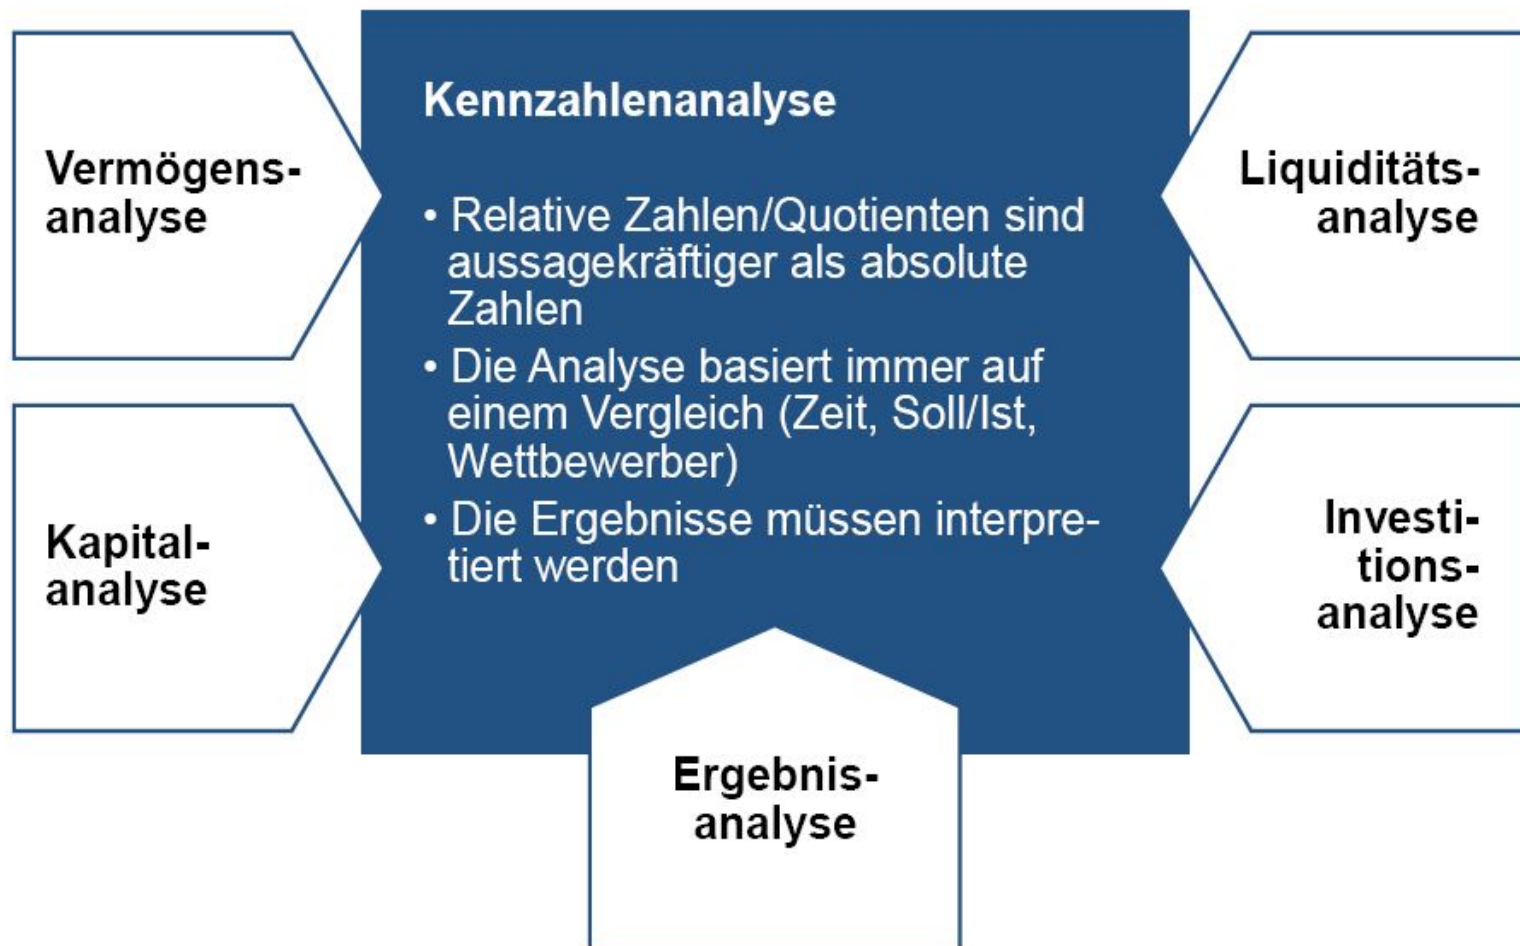 Kennzahlenanalyse
• Relative Zahlen/Quotienten sind
aussagekräftiger als absolute
Zahlen
• Die Analyse basiert immer auf
einem Vergleich (Zeit, Soll/Ist,
Wettbewerber)
• Die Ergebnisse müssen interpre-
tiert werden
Vermögens-
analyse
Kapital-
analyse
Liquiditäts-
analyse
Investi-
tions-
analyse
Ergebnis-
analyse